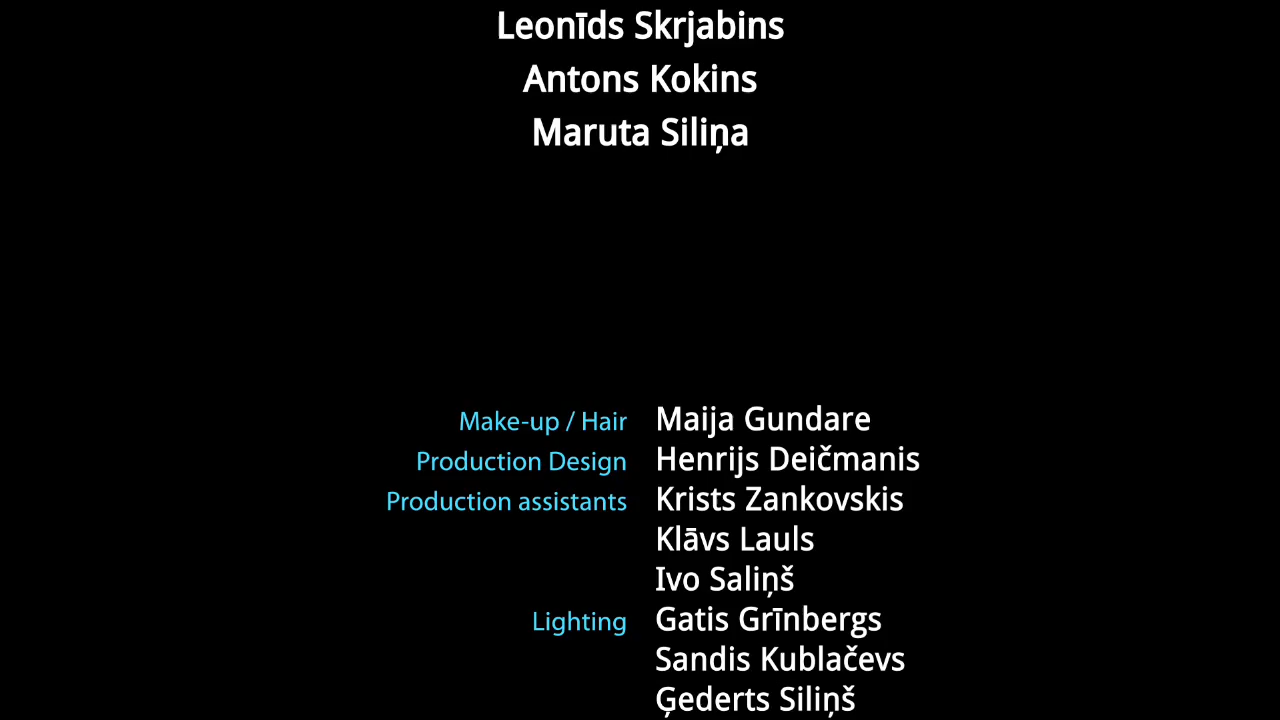 Leonīds Skrjabins
Antons Kokins
Maruta Siliņa
Make-up / Hair Maija Gundare
Production Design Henrijs Deičmanis
Production assistants Krists Zankovskis
Klāvs Lauls
Ivo Saliņš
Lighting Gatis Grīnbergs
Sandis Kublačevs
Ģederts Siliņš